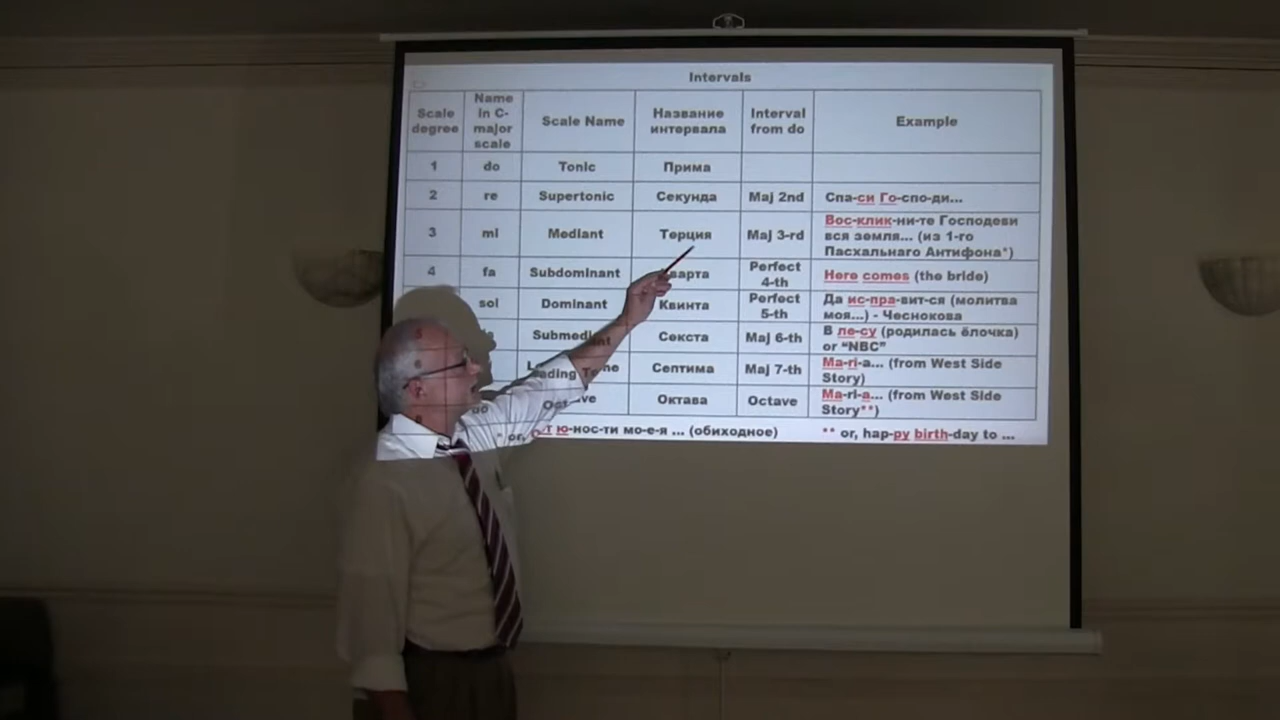 Intervals
Scale degree Name in C-major scale Scale Name Название интервала Interval from do Example
1 do Tonic Прима
2 re Supertonic Секунда Maj 2nd Спа-си Го-спо-ди...
3 mi Mediant Терция Maj 3-rd Вос-клик-ни-те Господеви вся земля... (из 1-го Пасхальнаго Антифона*)
4 fa Subdominant Perfect 4-th Here comes (the bride)
sol Dominant Квинта Perfect 5-th Да ис-пра-вит-ся (молитва моя...) - Чеснокова
Секста Maj 6-th В ле-су (родилась ёлочка) or “NBC”
Септима Maj 7-th Ma-ri-a... (from West Side Story)
Октава Octave Ma-ri-a... (from West Side Story**)
* or, ю-нос-ти мо-е-я ... (обиходное) ** or, hap-py birth-day to ...